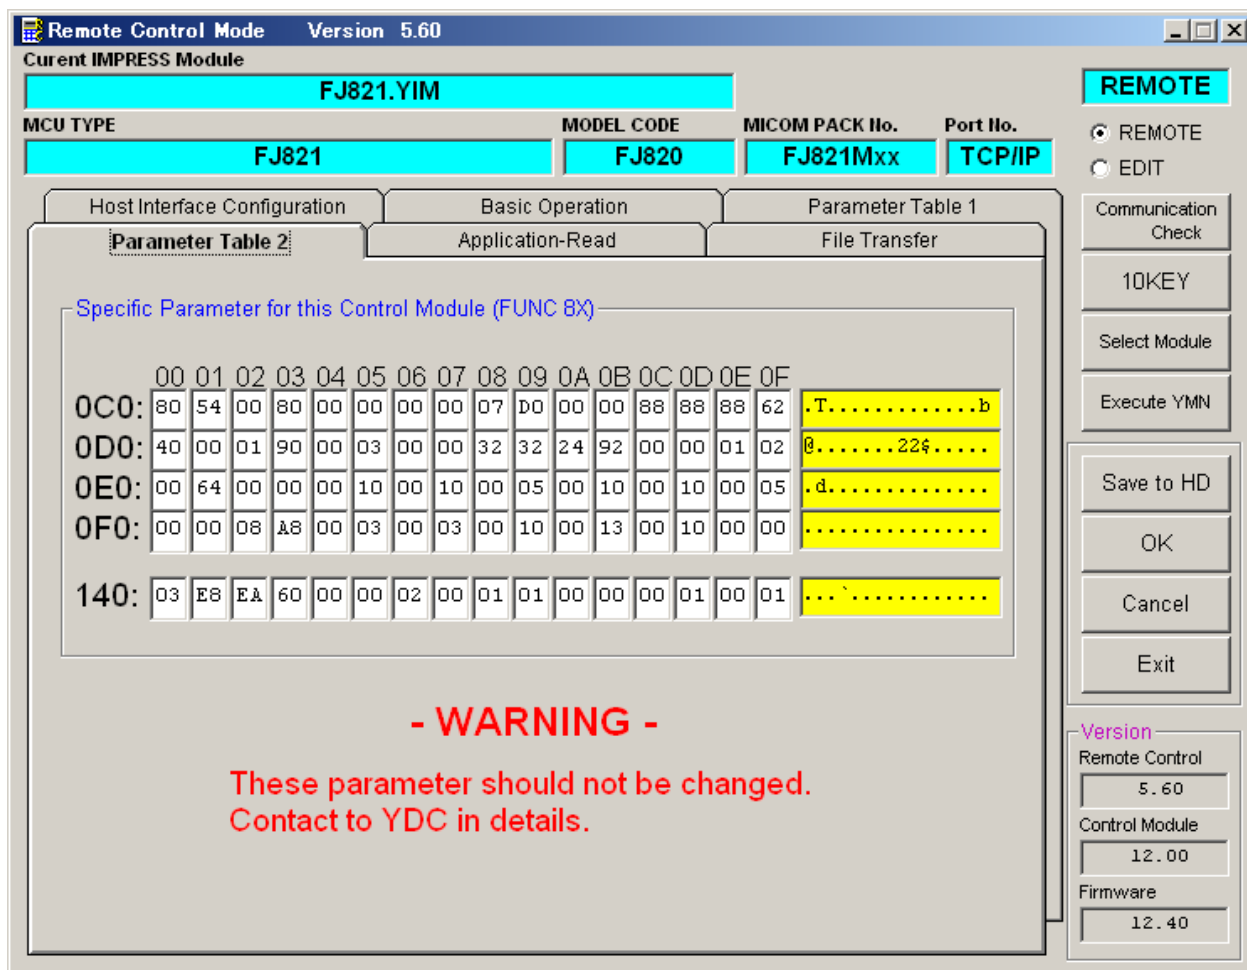 Remote Control Mode Version 5.60
Curent IMPRESS Module
FJ821.YIM
REMOTE
MCU TYPE MODEL CODE MICOM PACK No. Port No.
FJ821 FJ820 FJ821Mxx TCP/IP
REMOTE
EDIT
Host Interface Configuration Basic Operation Parameter Table 1
Parameter Table 2 Application-Read File Transfer
Communication Check
10KEY
Select Module
Execute YMN
Save to HD
OK
Cancel
Exit
Specific Parameter for this Control Module (FUNC 8X)
00 01 02 03 04 05 06 07 08 09 0A 0B 0C 0D 0E 0F
0C0: 80 54 00 80 00 00 00 00 07 D0 00 00 88 88 88 62 .T.............b
0D0: 40 00 01 90 00 03 00 00 32 32 24 92 00 00 01 02 @.......22$.....
0E0: 00 64 00 00 00 10 00 10 00 05 00 10 00 10 00 05 .d..............
0F0: 00 00 08 A8 00 03 00 03 00 10 00 13 00 10 00 00 ................
140: 03 E8 EA 60 00 00 02 00 01 01 00 00 00 01 00 01 ...`............
- WARNING -
These parameter should not be changed.
Contact to YDC in details.
Version
Remote Control
5.60
Control Module
12.00
Firmware
12.40